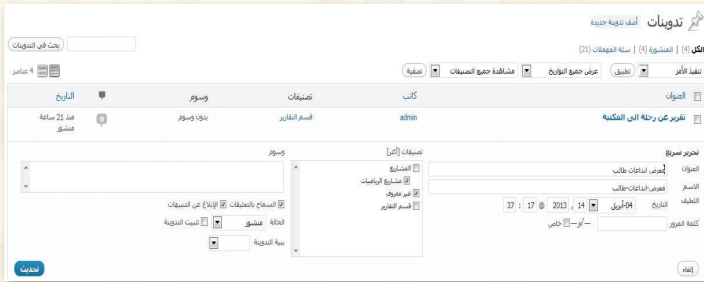 تدوينات أضف تدوينة جديدة
الكل (4) | المنشورة (4) | سلة المهملات (21)
بحث في التدوينات
تنفيذ الأمر تطبيق عرض جميع التواريخ مشاهدة جميع التصنيفات تصفية
4 عناصر
العنوان كاتب تصنيفات وسوم التاريخ
تقرير عن رحلة الى المكتبة admin قسم التقارير بدون وسوم 0 منذ 21 ساعة
منشور
تحرير سريع
العنوان معرض ابداعات طالب
الاسم اللطيف معرض-ابداعات-طالب
التاريخ 04-أبريل 14 , 2013 @ 17 : 37
كلمة المرور –أو– خاص
تصنيفات [أكثر]
المشاريع
مشاريع الرياضيات
غير معروف
قسم التقارير
وسوم
السماح بالتعليقات الإبلاغ عن التنبيهات
الحالة منشور تثبيت التدوينة
بنية التدوينة
إلغاء تحديث